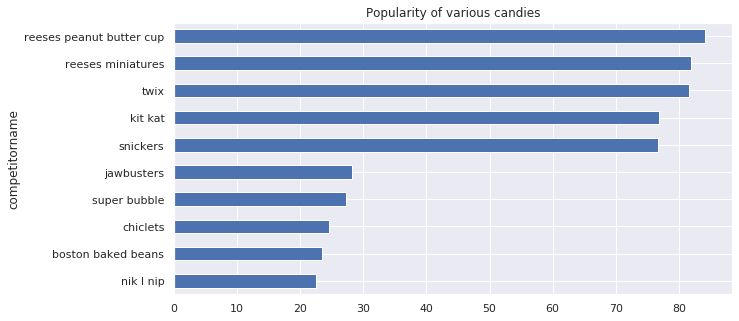 Popularity of various candies
reeses peanut butter cup
reeses miniatures
twix
kit kat
snickers
jawbusters
super bubble
chiclets
boston baked beans
nik l nip
competitorname
0 10 20 30 40 50 60 70 80